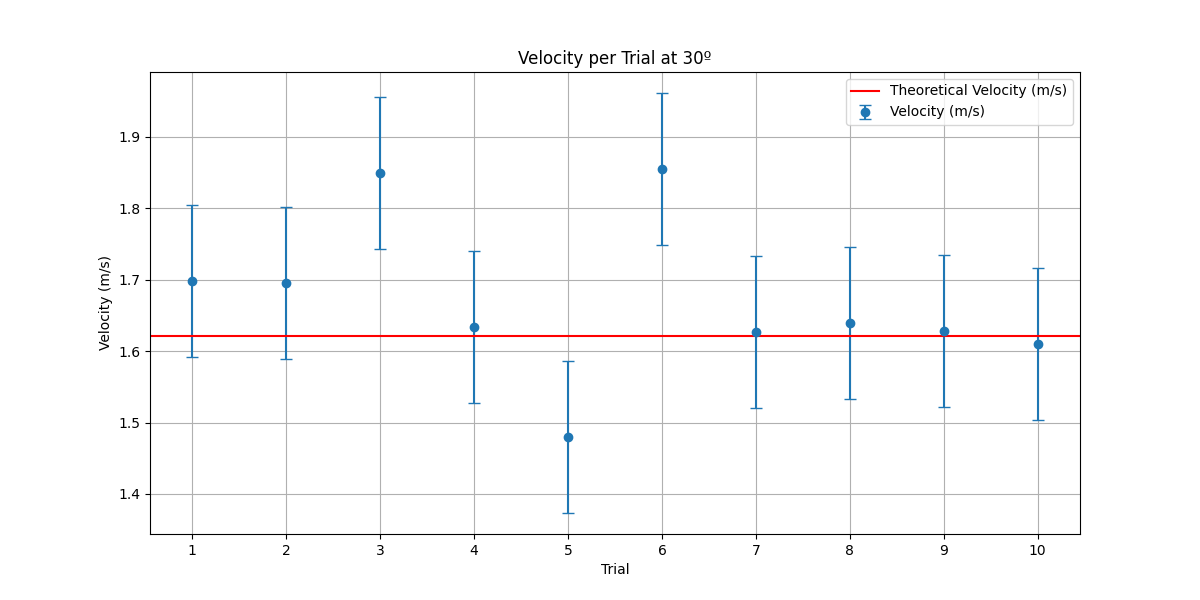 Velocity per Trial at 30º
Theoretical Velocity (m/s)
Velocity (m/s)
Velocity (m/s)
1.9
1.8
1.7
1.6
1.5
1.4
1 2 3 4 5 6 7 8 9 10
Trial